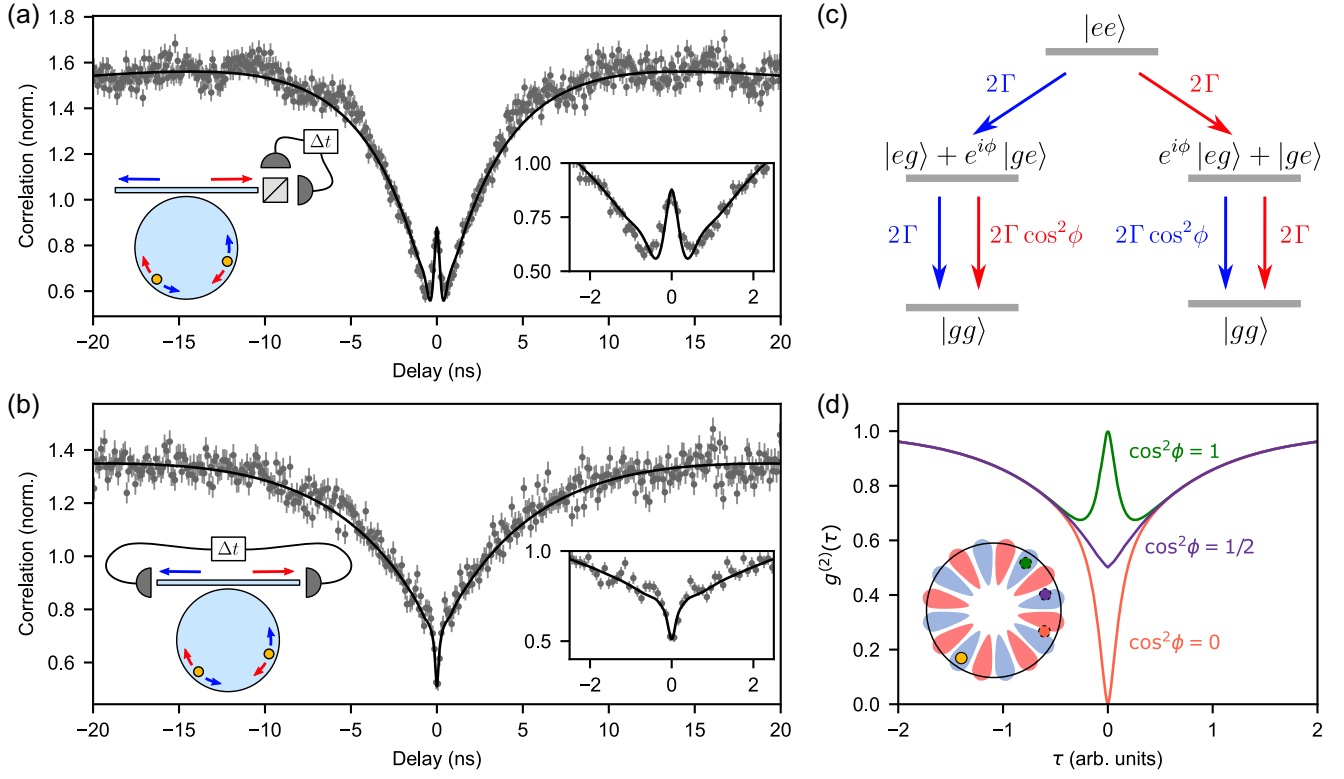 (a)
Correlation (norm.)
1.8
1.6
1.4
1.2
1.0
0.8
0.6
Δt
1.00
0.75
0.50
−2 0 2
−20 −15 −10 −5 0 5 10 15 20
Delay (ns)
(b)
Correlation (norm.)
1.4
1.2
1.0
0.8
0.6
Δt
1.0
0.5
−2 0 2
−20 −15 −10 −5 0 5 10 15 20
Delay (ns)
(c)
|ee⟩
2Γ 2Γ
|eg⟩ + e^{iϕ} |ge⟩ e^{iϕ} |eg⟩ + |ge⟩
2Γ 2Γ cos²ϕ 2Γ cos²ϕ 2Γ
|gg⟩ |gg⟩
(d)
g⁽²⁾(τ)
1.0
0.8
0.6
0.4
0.2
0.0
cos²ϕ = 1
cos²ϕ = 1/2
cos²ϕ = 0
−2 −1 0 1 2
τ (arb. units)